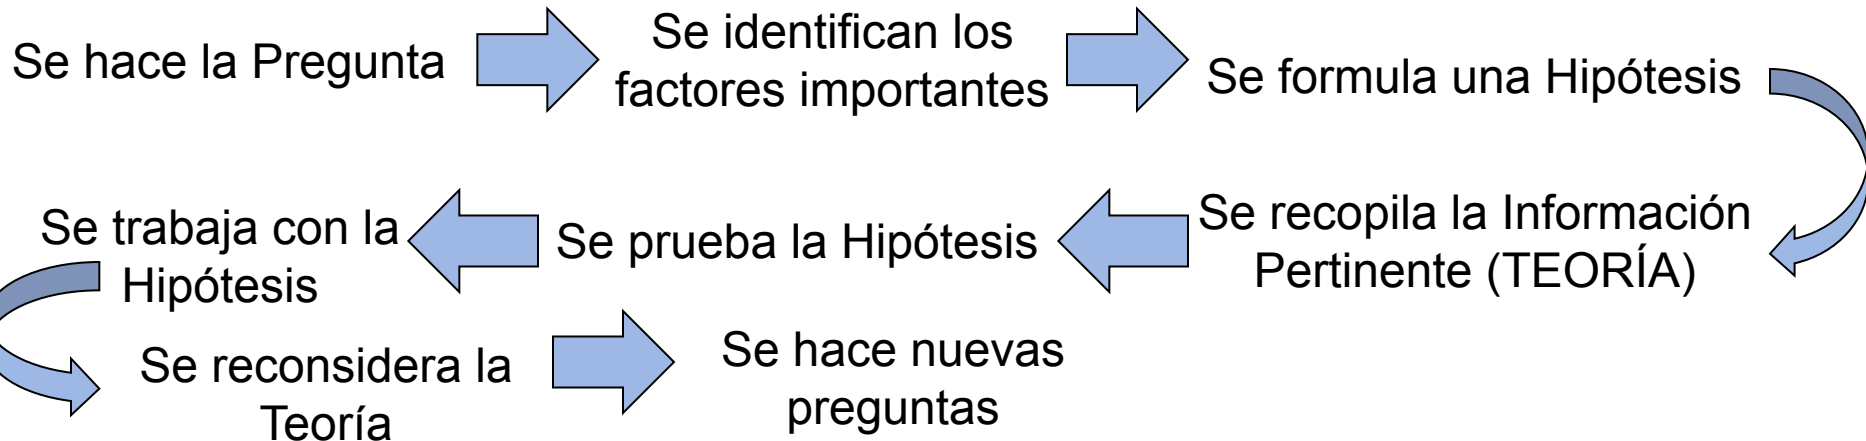 Se hace la Pregunta
Se identifican los
factores importantes
Se formula una Hipótesis
Se recopila la Información
Pertinente (TEORÍA)
Se prueba la Hipótesis
Se trabaja con la
Hipótesis
Se reconsidera la
Teoría
Se hace nuevas
preguntas